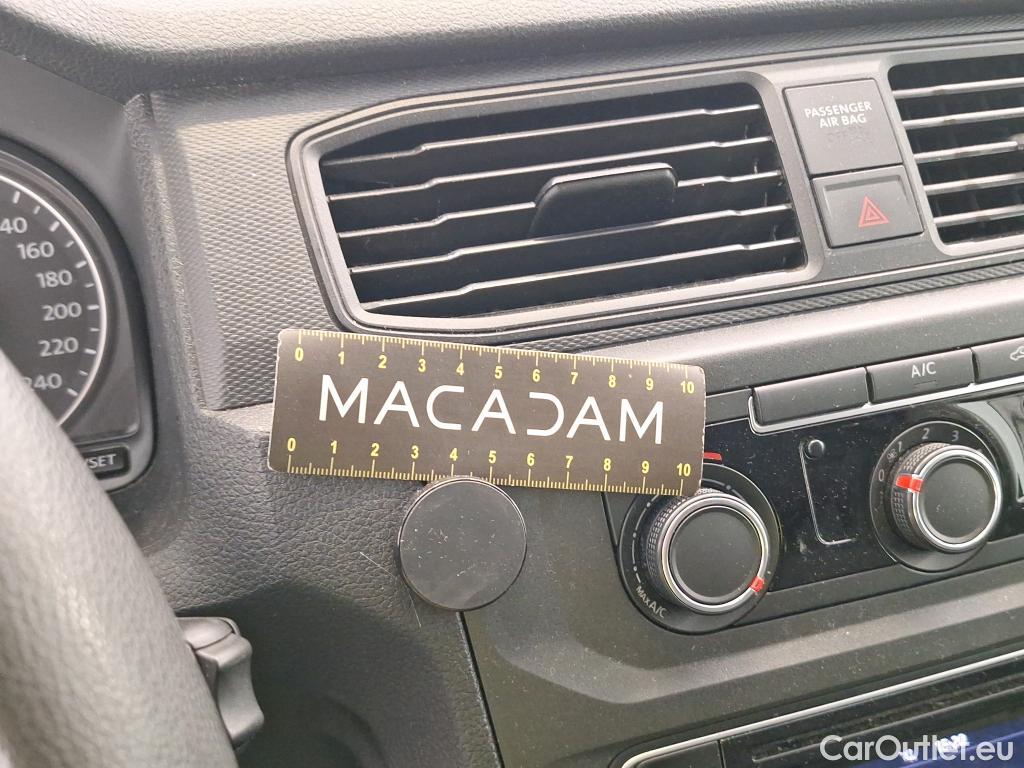 PASSENGER
AIR BAG
160
180
200
220
SET
0 1 2 3 4 5 6 7 8 9 10
MACADAM
0 1 2 3 4 5 6 7 8 9 10
A/C
1 2 3
0
MAX A/C
CarOutlet.eu